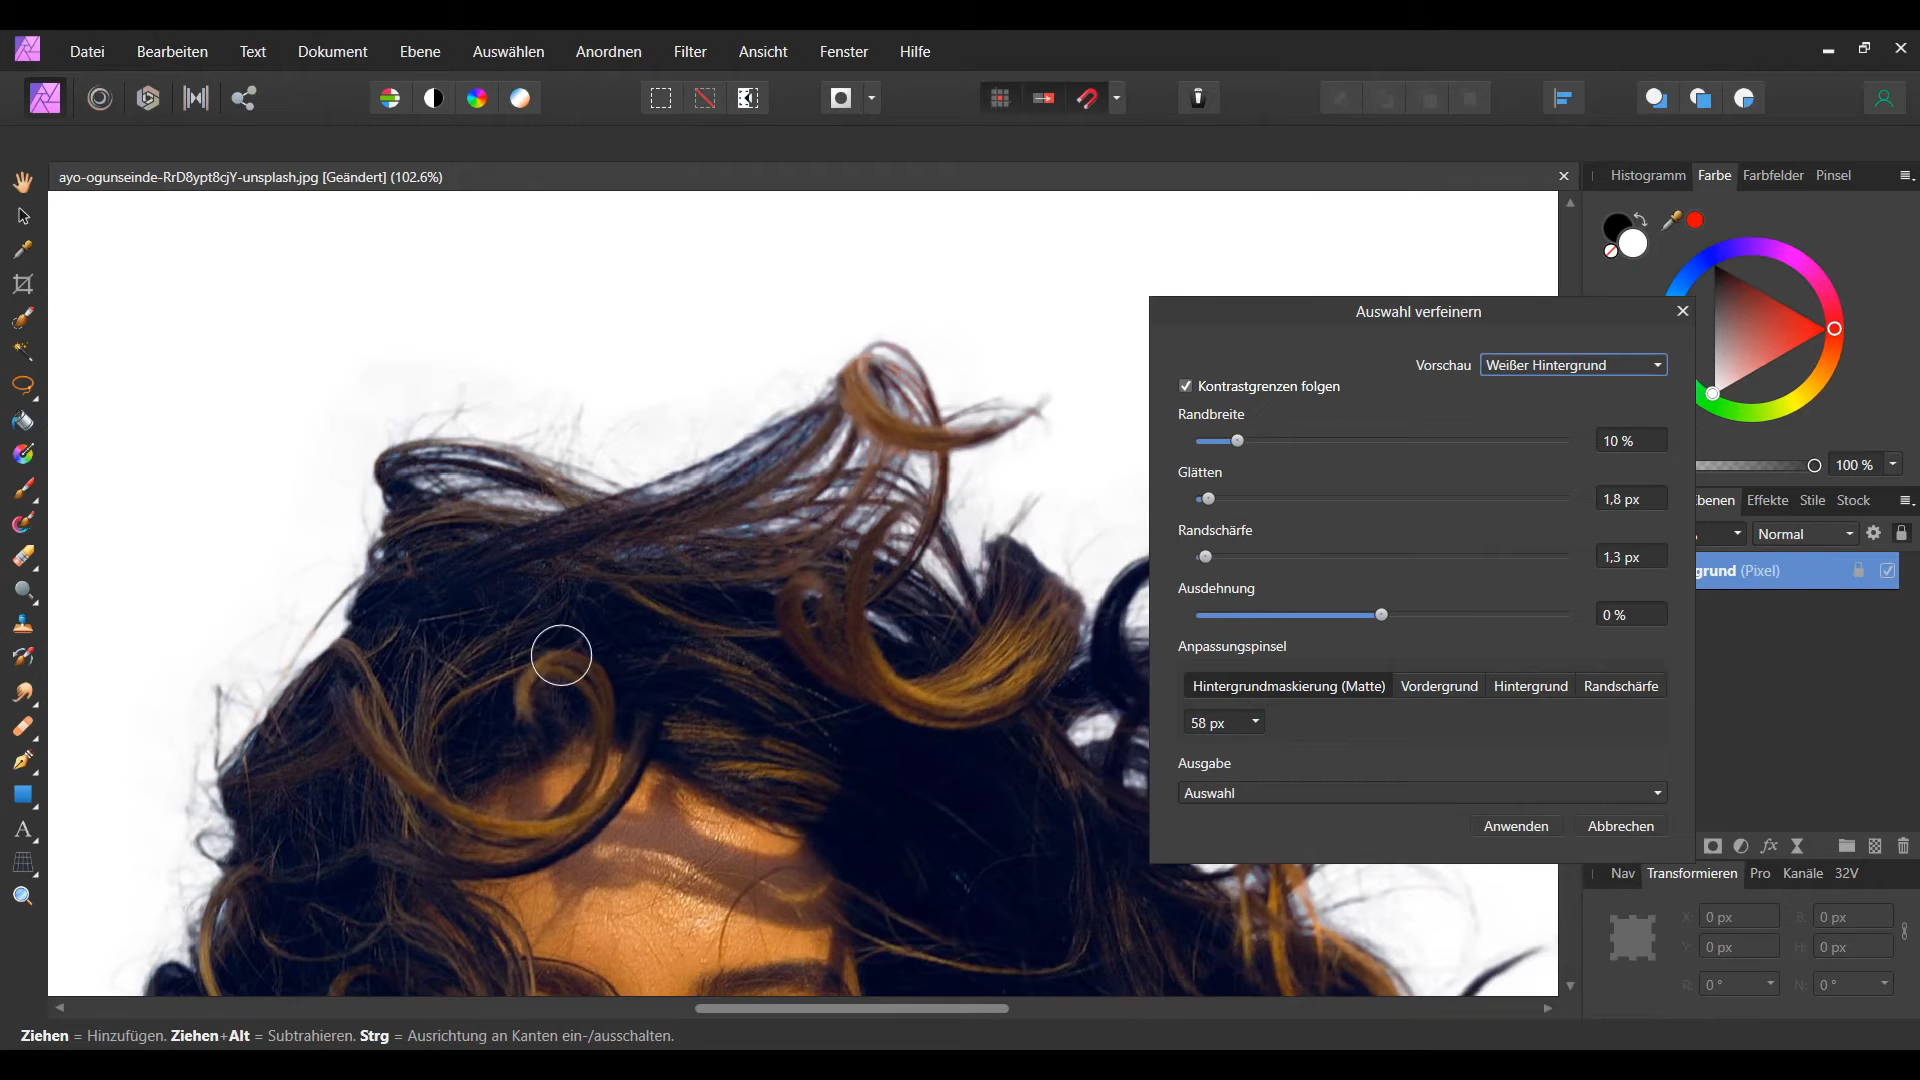 Datei Bearbeiten Text Dokument Ebene Auswählen Anordnen Filter Ansicht Fenster Hilfe
ayo-ogunseinde-RrD8ypt8cjY-unsplash.jpg [Geändert] (102.6%)
Histogramm Farbe Farbfelder Pinsel
Auswahl verfeinern
Vorschau Weißer Hintergrund
Kontrastgrenzen folgen
Randbreite
10 %
Glätten
1,8 px
Randschärfe
1,3 px
Ausdehnung
0 %
Anpassungspinsel
Hintergrundmaskierung (Matte) Vordergrund Hintergrund Randschärfe
58 px
Ausgabe
Auswahl
Anwenden Abbrechen
100 %
Ebenen Effekte Stile Stock
% Normal
grund (Pixel)
fx
Nav Transformieren Pro Kanäle 32V
X: 0 px B: 0 px
Y: 0 px H: 0 px
R: 0 ° N: 0 °
A
Ziehen = Hinzufügen. Ziehen+Alt = Subtrahieren. Strg = Ausrichtung an Kanten ein-/ausschalten.